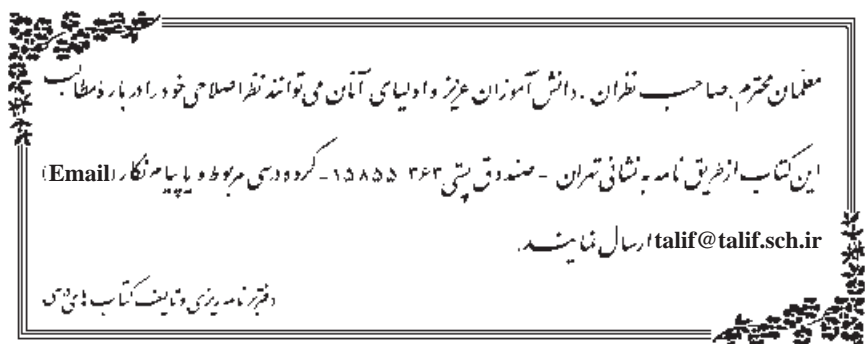 معلّمان محترم، صاحب نظران، دانش آموزان عزیز و اولیای آنان می توانند نظر اصلاحی خود را دربارهٔ مطالب
این کتاب از طریق نامه به نشانی تهران - صندوق پستی ۳۶۳ ۱۵۸۵۵ - گروه درسی مربوط و یا پیام نگار (Email)
talif@talif.sch.ir ارسال نمایند.
دفتر برنامه ریزی و تألیف کتاب های درسی